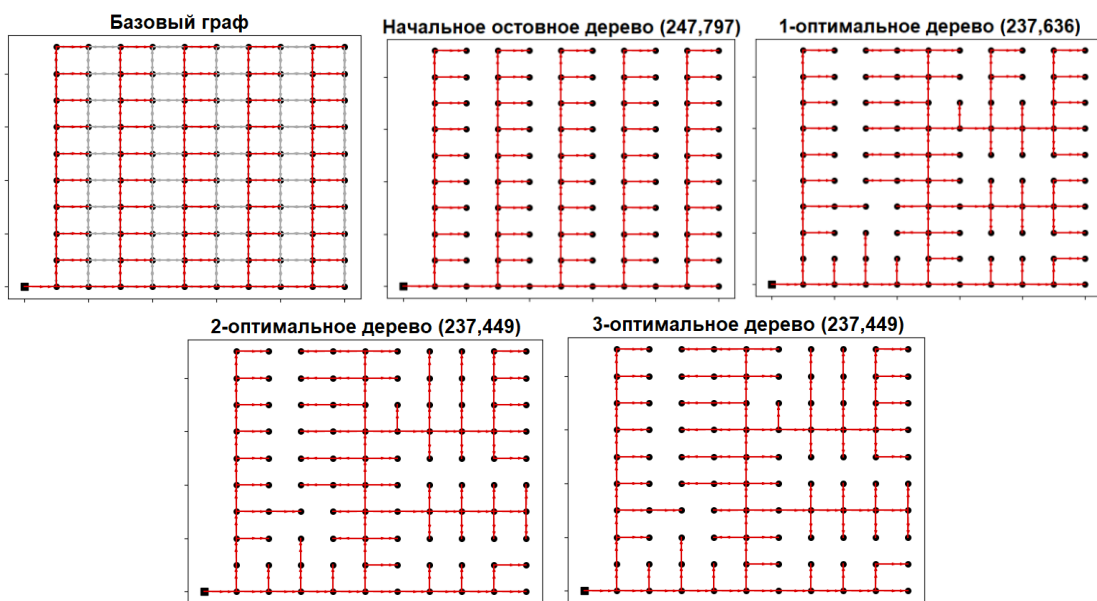 Базовый граф
Начальное остовное дерево (247,797)
1-оптимальное дерево (237,636)
2-оптимальное дерево (237,449)
3-оптимальное дерево (237,449)